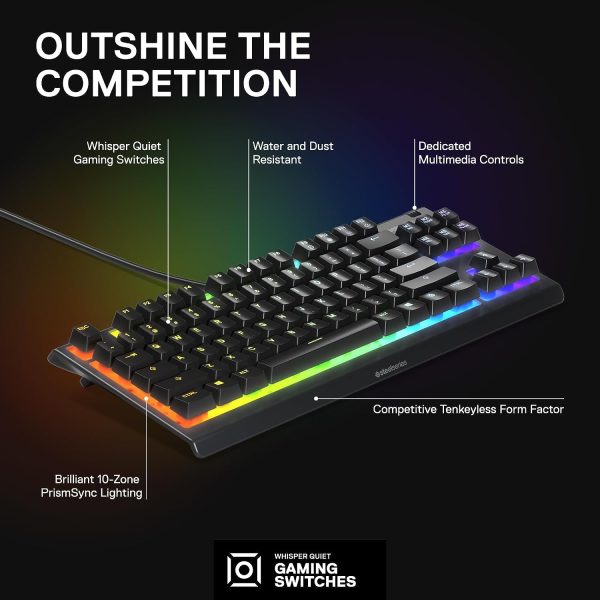 OUTSHINE THE
COMPETITION
Whisper Quiet
Gaming Switches
Water and Dust
Resistant
Dedicated
Multimedia Controls
steelseries
Competitive Tenkeyless Form Factor
Brilliant 10-Zone
PrismSync Lighting
WHISPER QUIET
GAMING
SWITCHES